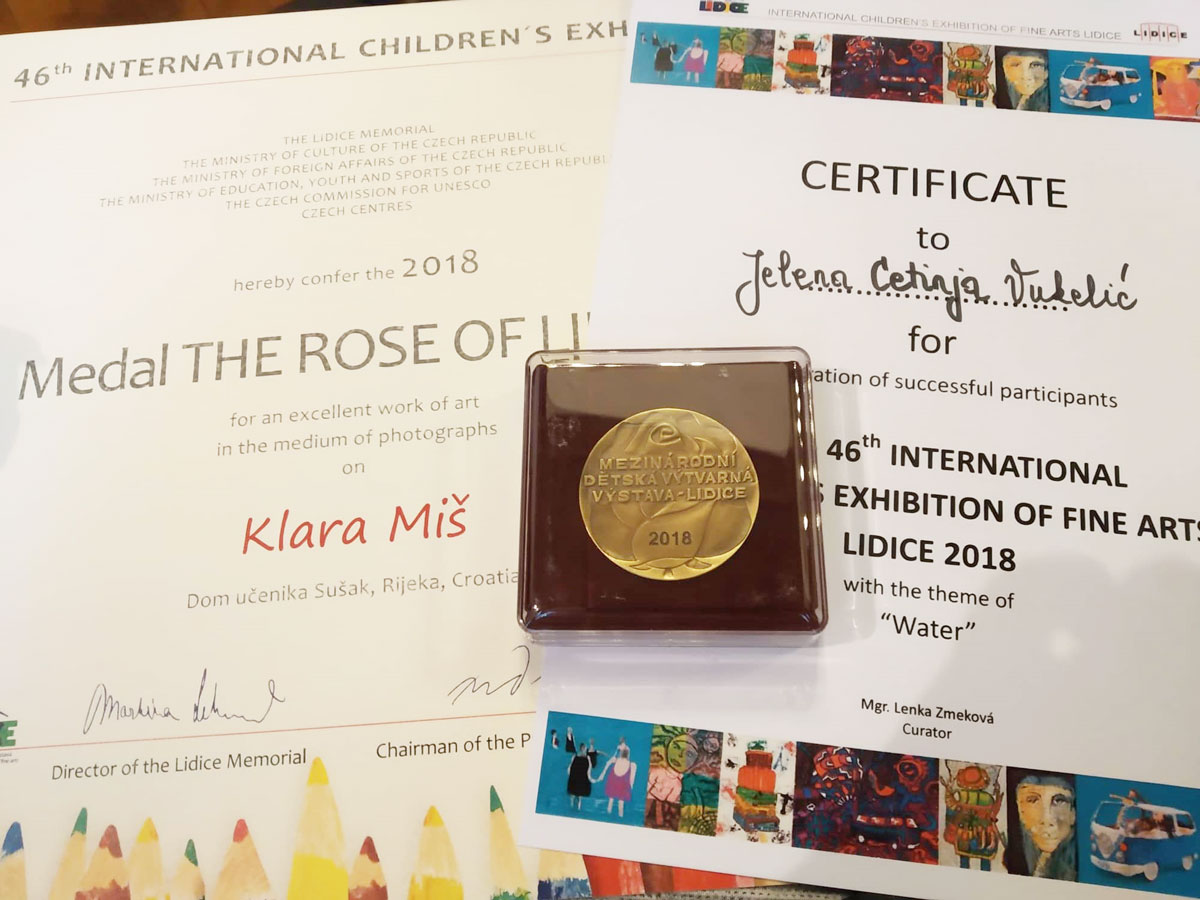 46th INTERNATIONAL CHILDREN´S EXH
THE LIDICE MEMORIAL
THE MINISTRY OF CULTURE OF THE CZECH REPUBLIC
THE MINISTRY OF FOREIGN AFFAIRS OF THE CZECH REPUBLIC
THE MINISTRY OF EDUCATION, YOUTH AND SPORTS OF THE CZECH REPUBL
THE CZECH COMMISSION FOR UNESCO
CZECH CENTRES
hereby confer the 2018
Medal THE ROSE OF LI
for an excellent work of art
in the medium of photographs
on
Klara Miš
Dom učenika Sušak, Rijeka, Croatia
Director of the Lidice Memorial
Chairman of the P
MEZINÁRODNÍ
DĚTSKÁ VÝTVARNÁ
VÝSTAVA-LIDICE
2018
LIDICE
INTERNATIONAL CHILDREN'S EXHIBITION OF FINE ARTS LIDICE
LIDICE
CERTIFICATE
to
Jelena Cetinja Vukelić
for
ration of successful participants
46th INTERNATIONAL
S EXHIBITION OF FINE ARTS
LIDICE 2018
with the theme of
“Water”
Mgr. Lenka Zmeková
Curator